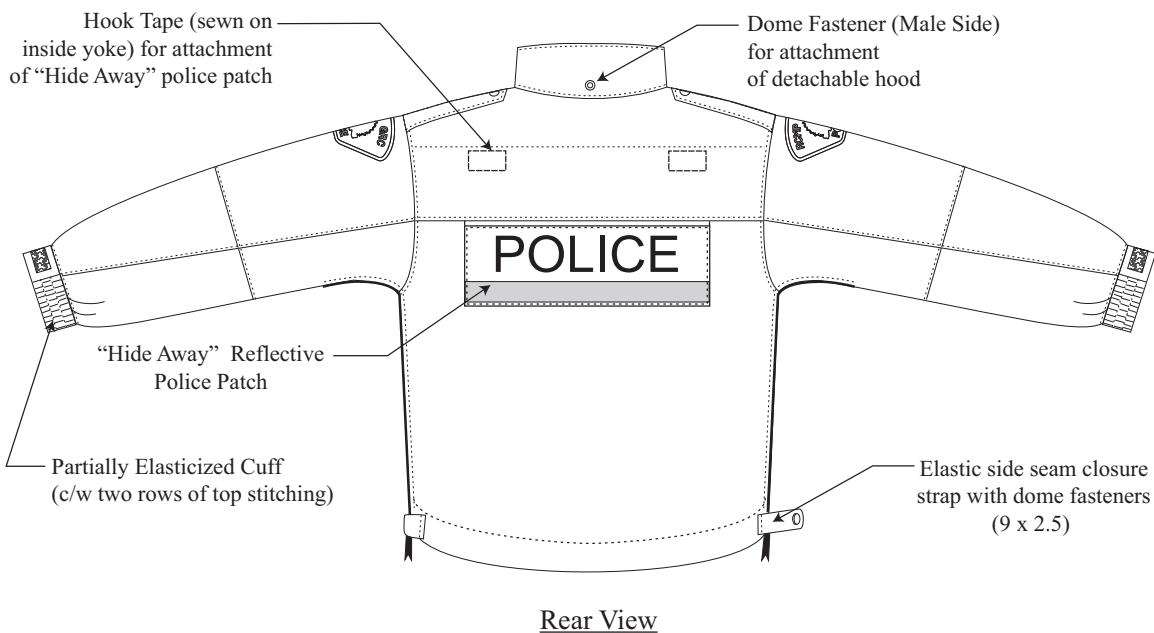 Hook Tape (sewn on
inside yoke) for attachment
of “Hide Away” police patch
Dome Fastener (Male Side)
for attachment
of detachable hood
GRC
RCMP
POLICE
“Hide Away” Reflective
Police Patch
Partially Elasticized Cuff
(c/w two rows of top stitching)
Elastic side seam closure
strap with dome fasteners
(9 x 2.5)
Rear View